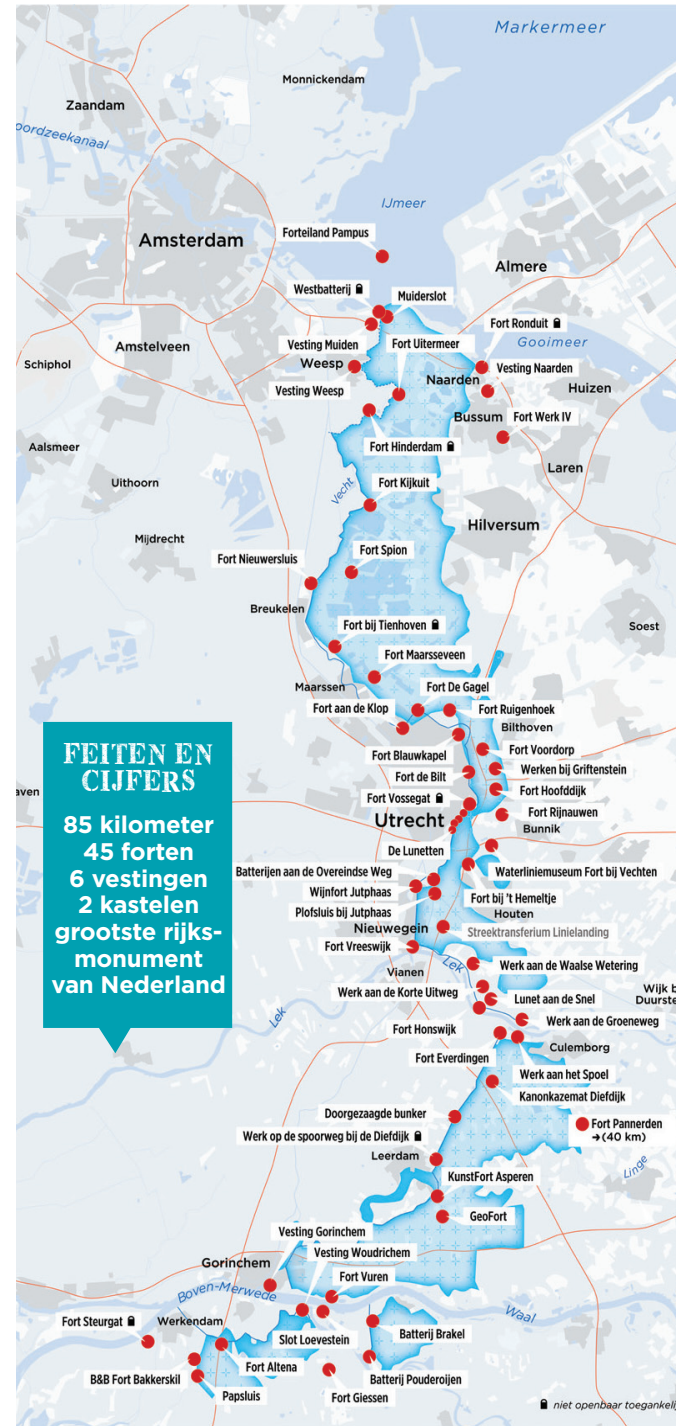 Markermeer
Monnickendam
Zaandam
oordzeekanaal
IJmeer
Amsterdam
Forteiland Pampus
Almere
Westbatterij
Muiderslot
Fort Ronduit
Vesting Muiden
Fort Uitermeer
Gooimeer
Amstelveen
Schiphol
Weesp
Vesting Naarden
Naarden
Huizen
Vesting Weesp
Bussum
Fort Werk IV
Aalsmeer
Fort Hinderdam
Laren
Uithoorn
Vecht
Fort Kijkuit
Hilversum
Mijdrecht
Fort Spion
Fort Nieuwersluis
Breukelen
Fort bij Tienhoven
Soest
Fort Maarsseveen
Maarssen
Fort De Gagel
Fort aan de Klop
Fort Ruigenhoek
Bilthoven
Fort Blauwkapel
Fort Voordorp
Fort de Bilt
Werken bij Griftenstein
Fort Hoofddijk
Fort Vossegat
Fort Rijnauwen
Utrecht
Bunnik
De Lunetten
aven
FEITEN EN
CIJFERS
85 kilometer
45 forten
6 vestingen
2 kastelen
grootste rijks-
monument
van Nederland
Batterijen aan de Overeindse Weg
Waterliniemuseum Fort bij Vechten
Wijnfort Jutphaas
Fort bij 't Hemeltje
Plofsluis bij Jutphaas
Houten
Nieuwegein
Streektransferium Linielanding
Fort Vreeswijk
Lek
Vianen
Werk aan de Waalse Wetering
Wijk b
Duurste
Werk aan de Korte Uitweg
Lunet aan de Snel
Lek
Fort Honswijk
Werk aan de Groeneweg
Culemborg
Fort Everdingen
Werk aan het Spoel
Kanonkazemat Diefdijk
Doorgezaagde bunker
Fort Pannerden
→(40 km)
Werk op de spoorweg bij de Diefdijk
Leerdam
Linge
KunstFort Asperen
GeoFort
Vesting Gorinchem
Vesting Woudrichem
Gorinchem
Fort Vuren
Boven-Merwede
Waal
Fort Steurgat
Werkendam
Slot Loevestein
Batterij Brakel
Fort Altena
B&B Fort Bakkerskil
Batterij Pouderoijen
Papsluis
Fort Giessen
niet openbaar toegankelij